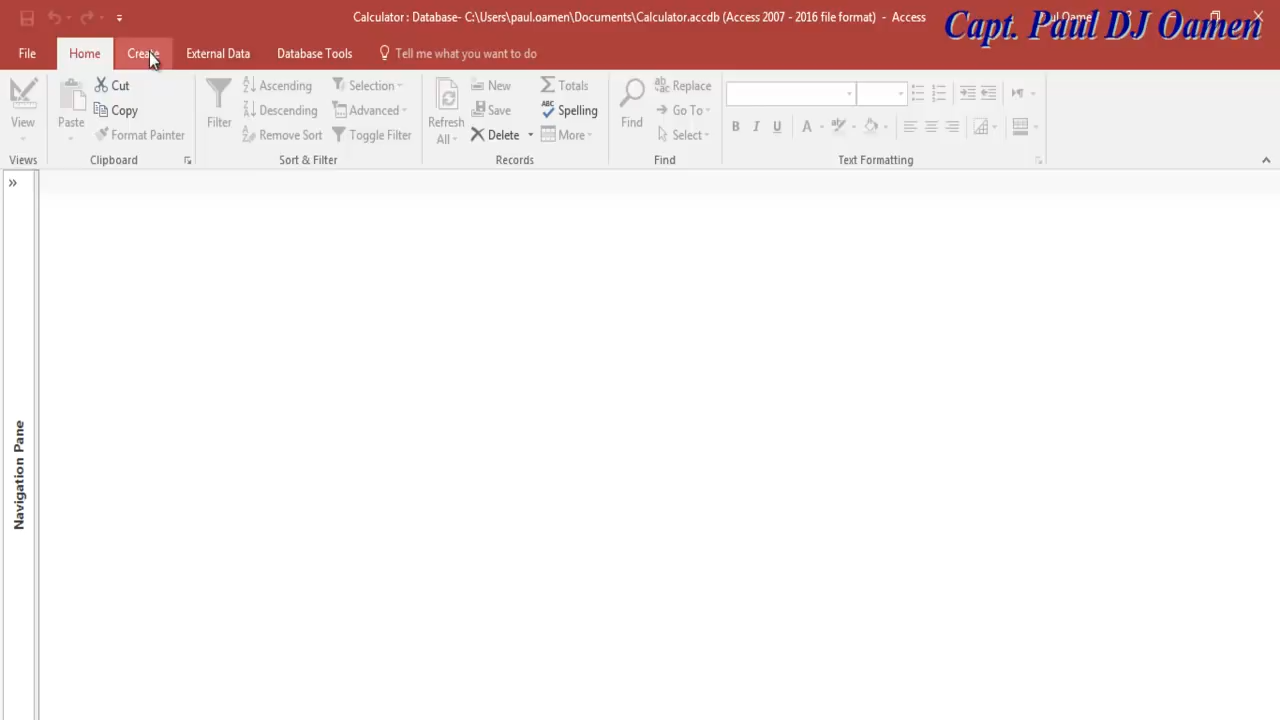 Calculator : Database- C:\Users\paul.oamen\Documents\Calculator.accdb (Access 2007 - 2016 file format) - Access
Capt. Paul DJ Oamen
File Home Create External Data Database Tools Tell me what you want to do
View
Views
Paste
Cut
Copy
Format Painter
Clipboard
Filter
Ascending
Descending
Remove Sort
Selection
Advanced
Toggle Filter
Sort & Filter
Refresh
All
New
Save
Delete
Totals
Spelling
More
Records
Find
Replace
Go To
Select
Find
B I U A
Text Formatting
Navigation Pane